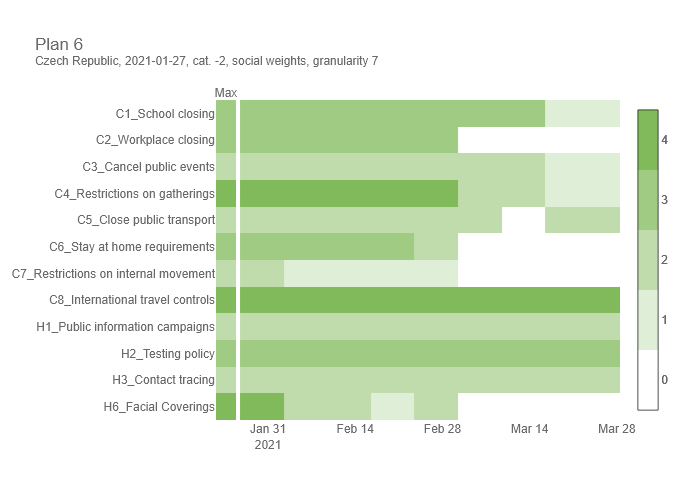 Plan 6
Czech Republic, 2021-01-27, cat. -2, social weights, granularity 7
Max
C1_School closing
C2_Workplace closing
C3_Cancel public events
C4_Restrictions on gatherings
C5_Close public transport
C6_Stay at home requirements
C7_Restrictions on internal movement
C8_International travel controls
H1_Public information campaigns
H2_Testing policy
H3_Contact tracing
H6_Facial Coverings
Jan 31 Feb 14 Feb 28 Mar 14 Mar 28
2021
4
3
2
1
0